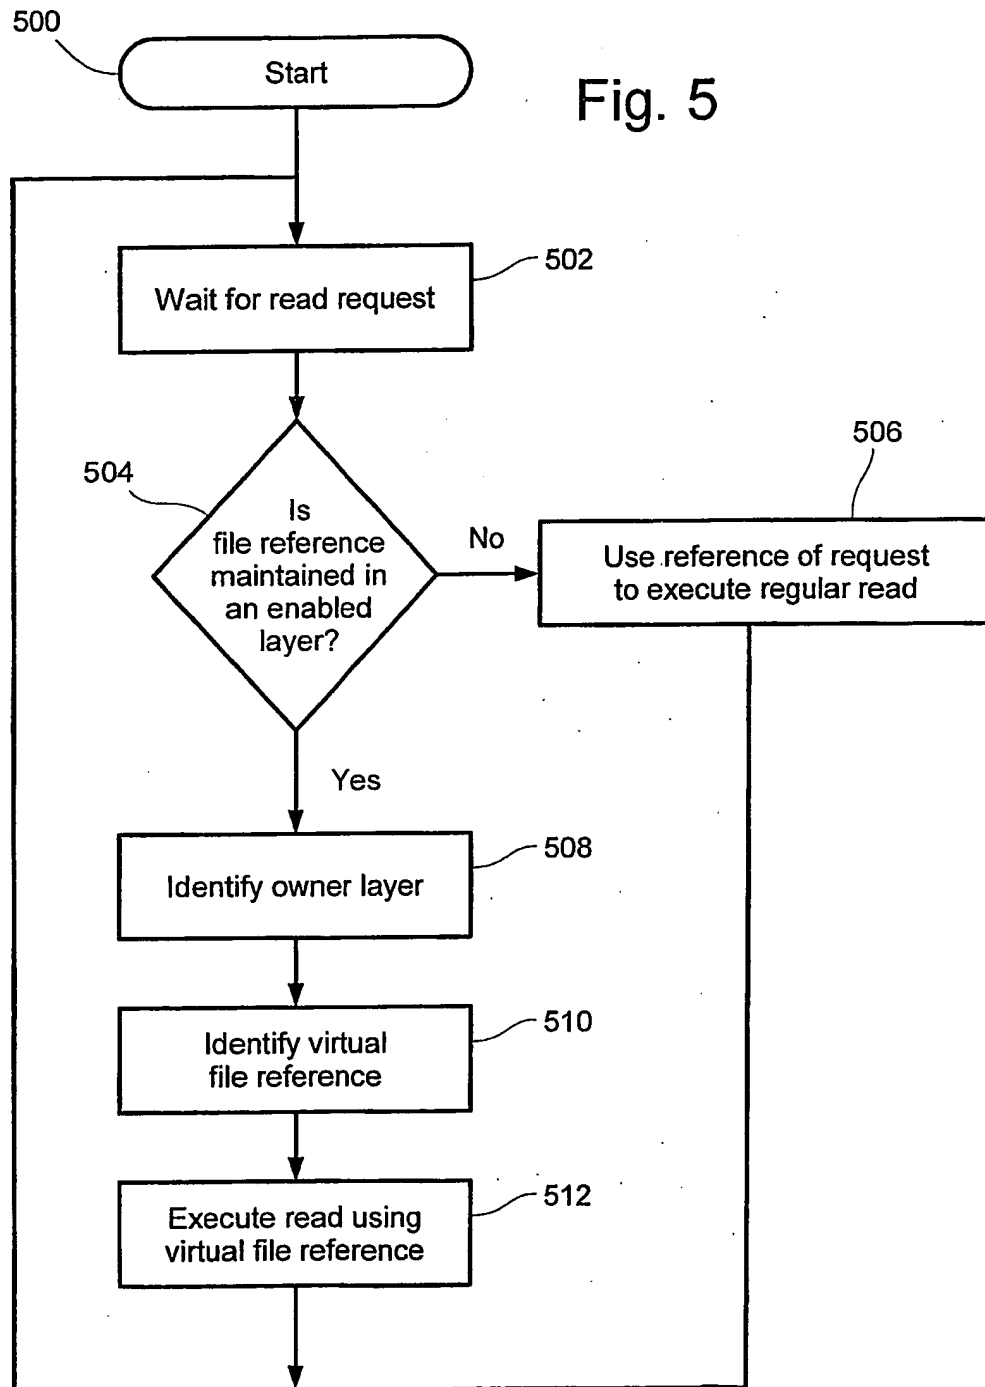 500
Start
Fig. 5
502
Wait for read request
504
Is
file reference
maintained in
an enabled
layer?
No
506
Use reference of request
to execute regular read
Yes
508
Identify owner layer
510
Identify virtual
file reference
512
Execute read using
virtual file reference